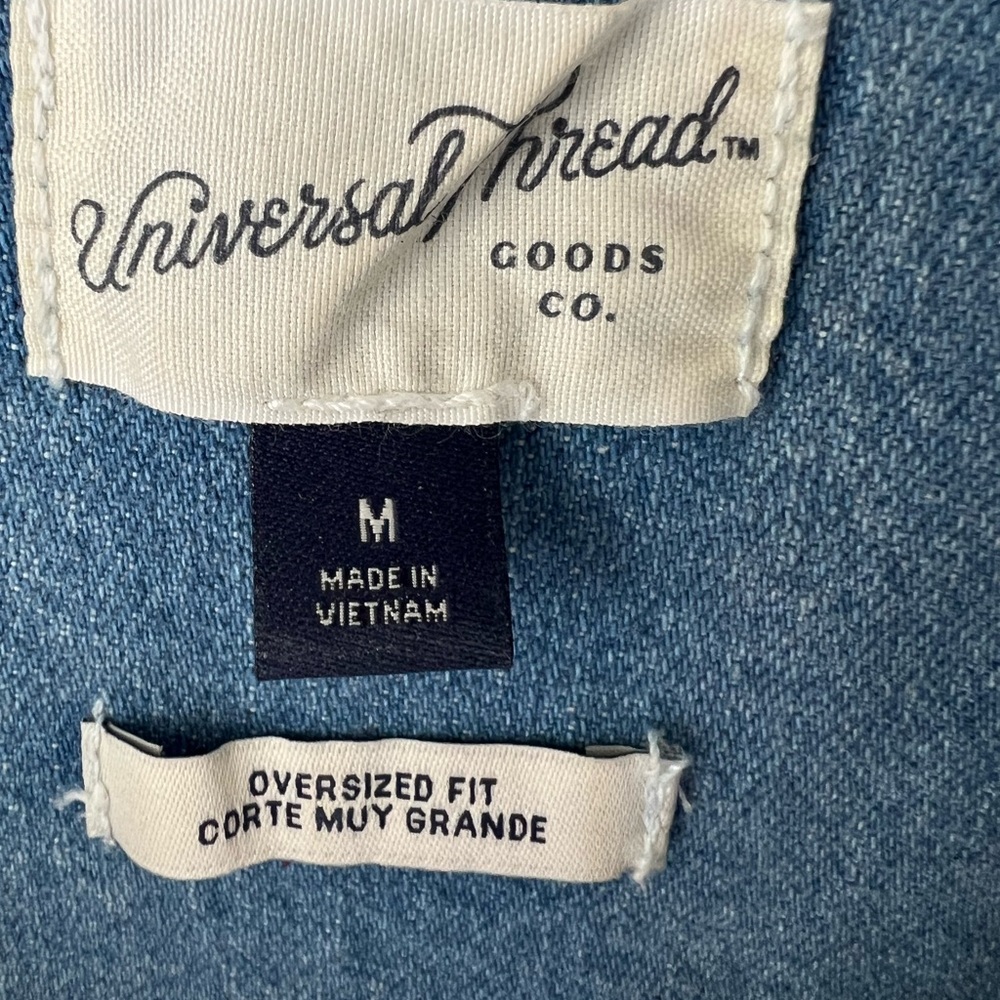 Universal Thread™
GOODS
CO.
M
MADE IN
VIETNAM
OVERSIZED FIT
CORTE MUY GRANDE